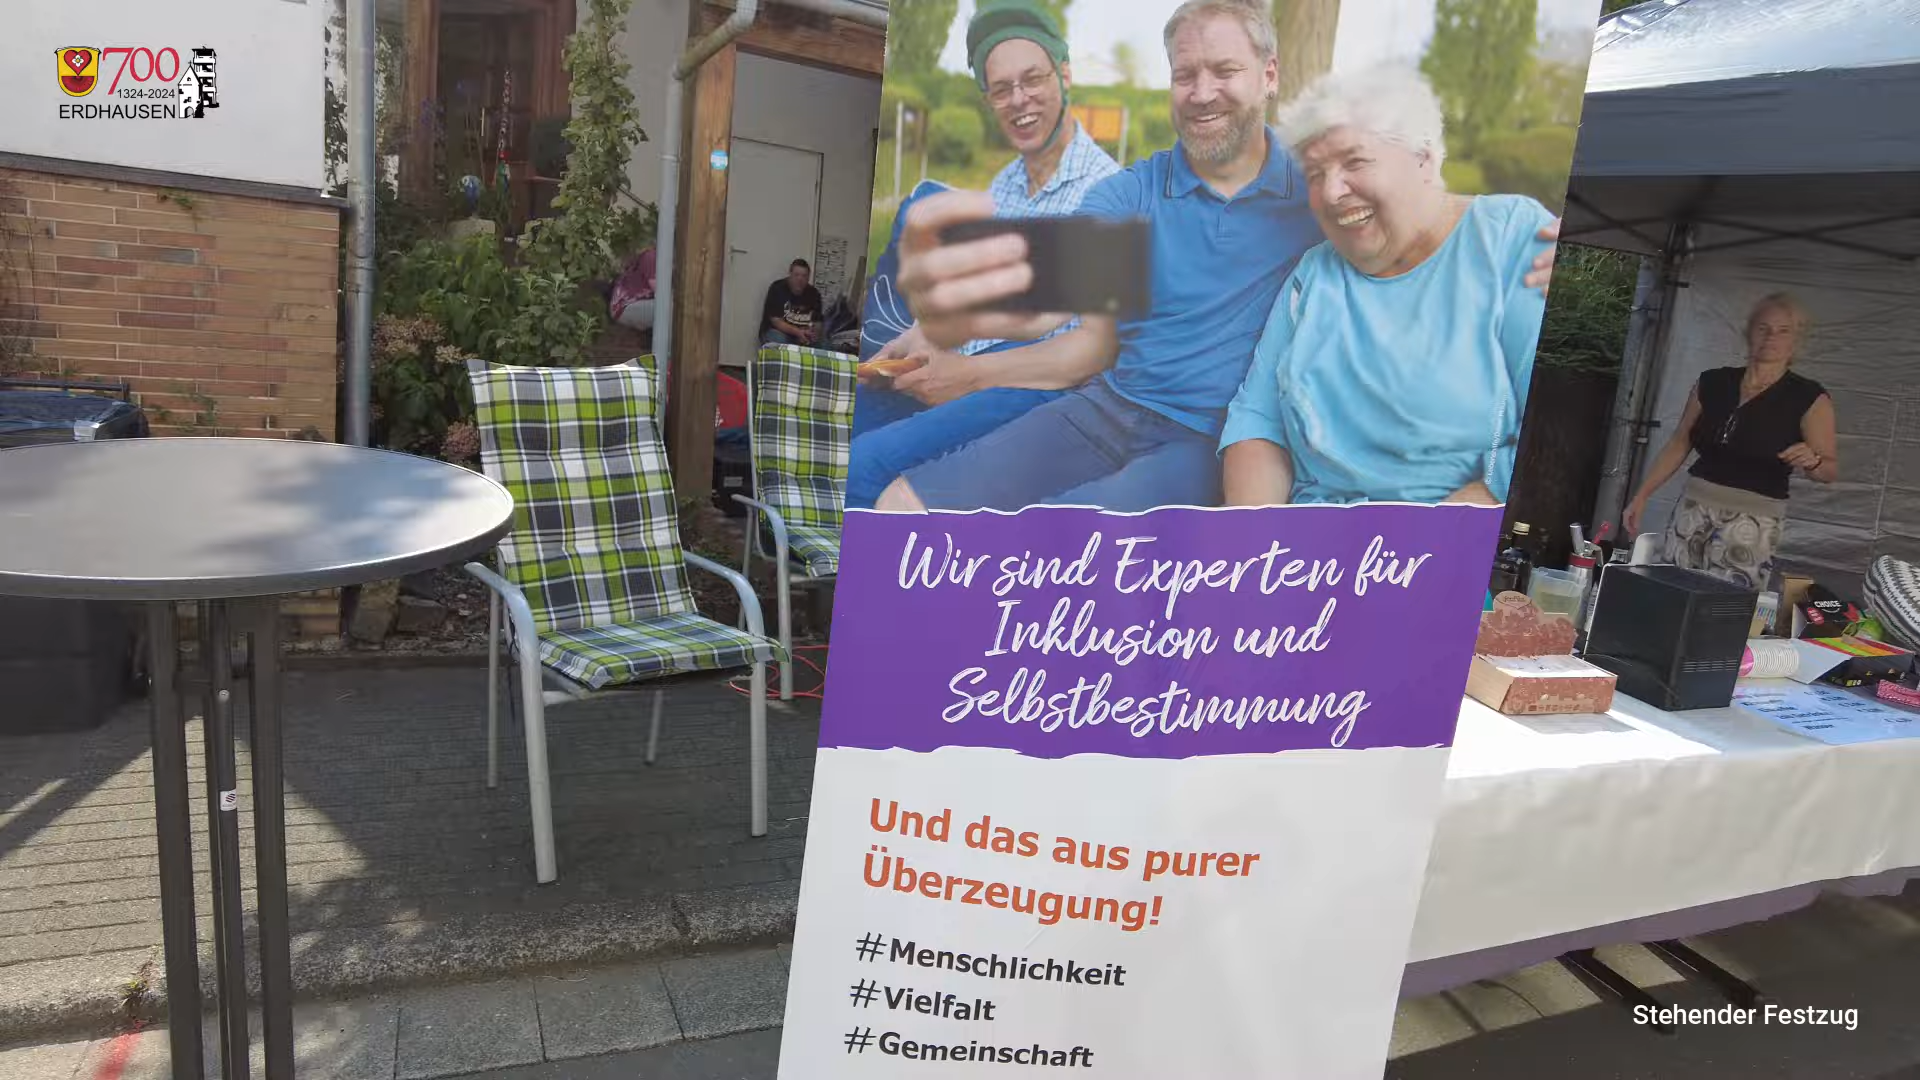 700
1324-2024
ERDHAUSEN
Wir sind Experten für
Inklusion und
Selbstbestimmung
Und das aus purer
Überzeugung!
#Menschlichkeit
#Vielfalt
#Gemeinschaft
CHOICE
Stehender Festzug